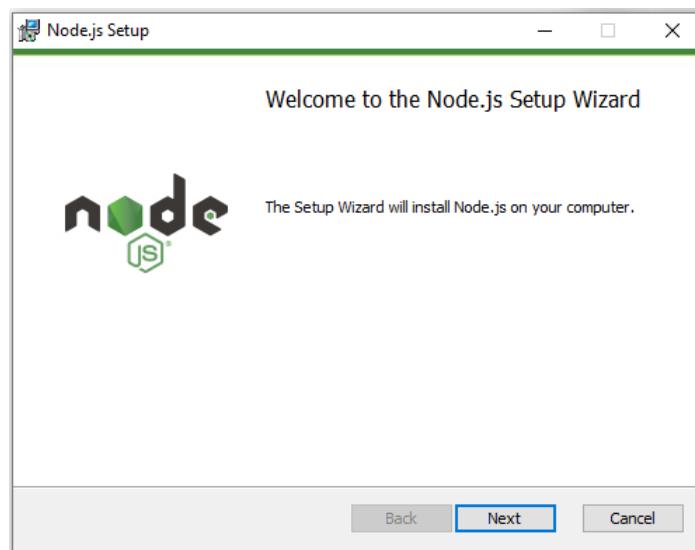 Node.js Setup
Welcome to the Node.js Setup Wizard
The Setup Wizard will install Node.js on your computer.
node
JS®
Back
Next
Cancel